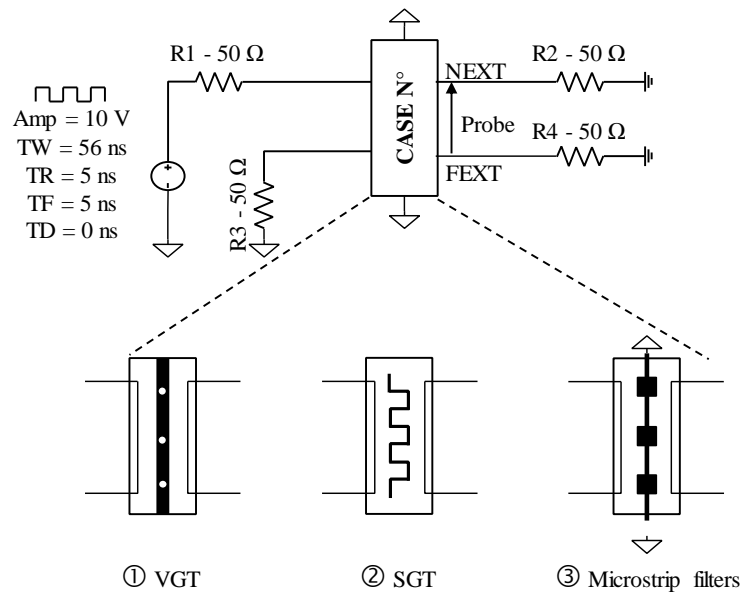 R1 - 50 Ω
R2 - 50 Ω
NEXT
Amp = 10 V
TW = 56 ns
TR = 5 ns
TF = 5 ns
TD = 0 ns
CASE N°
Probe
R4 - 50 Ω
FEXT
R3 - 50 Ω
① VGT
② SGT
③ Microstrip filters